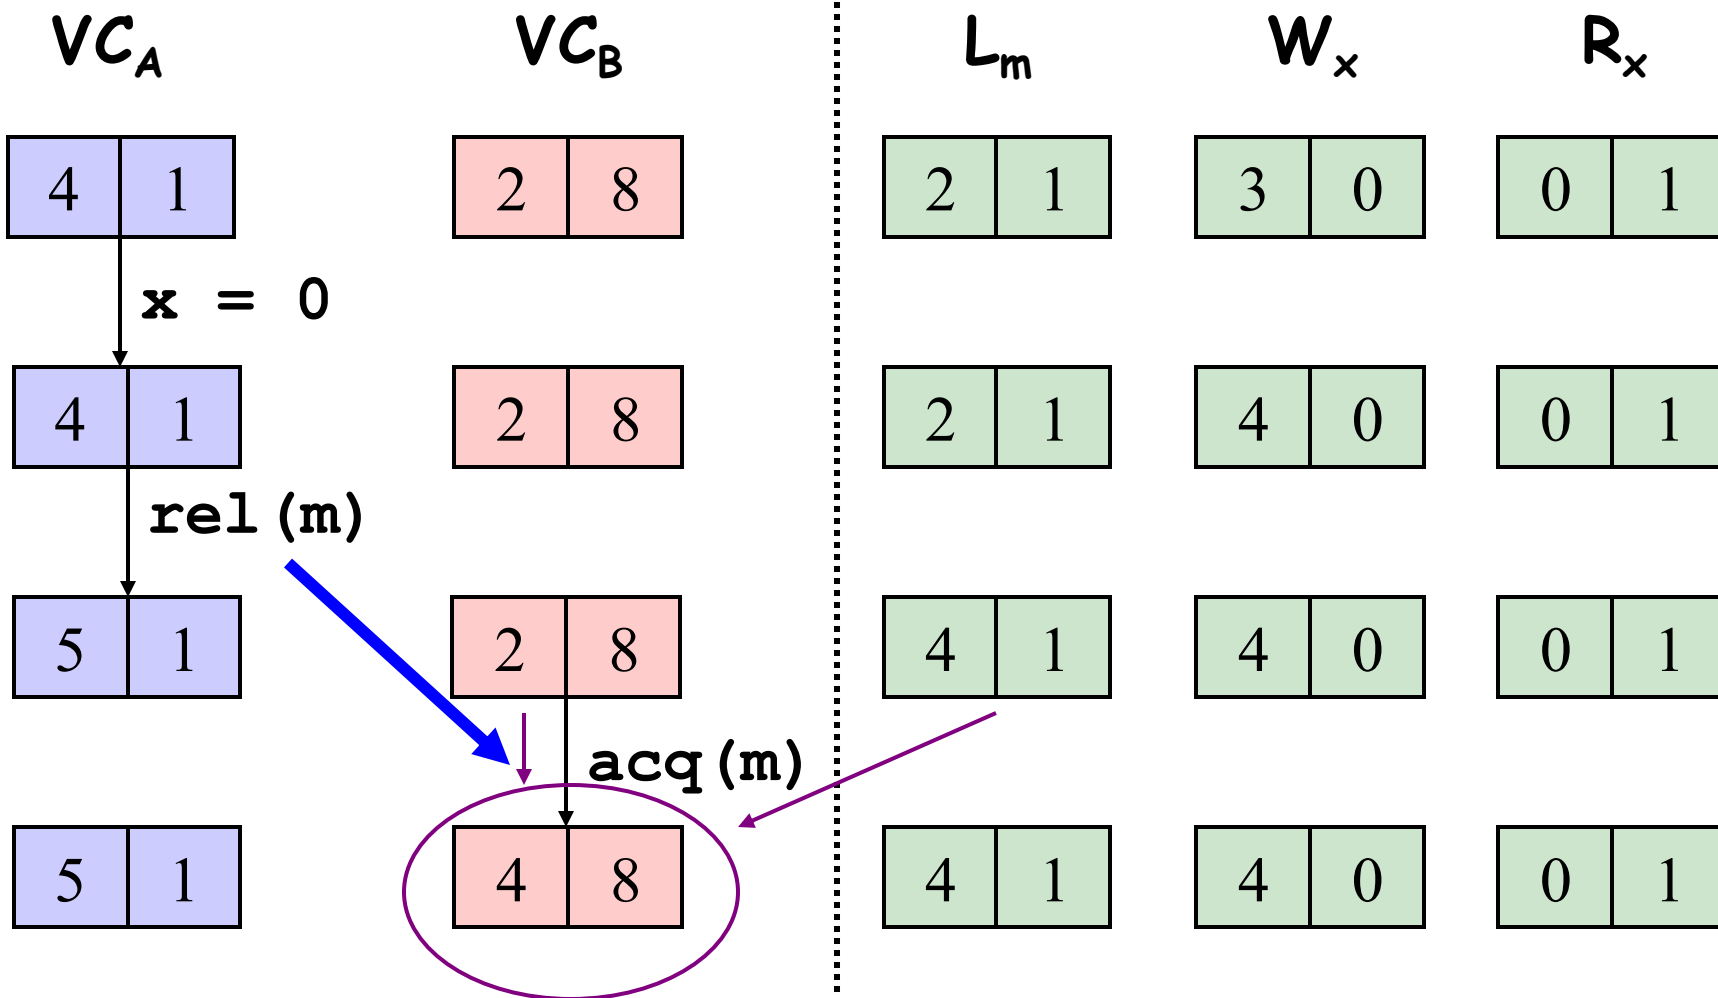 VCA VCB Lm Wx Rx
4 1 2 8 2 1 3 0 0 1
x = 0
4 1 2 8 2 1 4 0 0 1
rel(m)
5 1 2 8 4 1 4 0 0 1
acq(m)
5 1 4 8 4 1 4 0 0 1